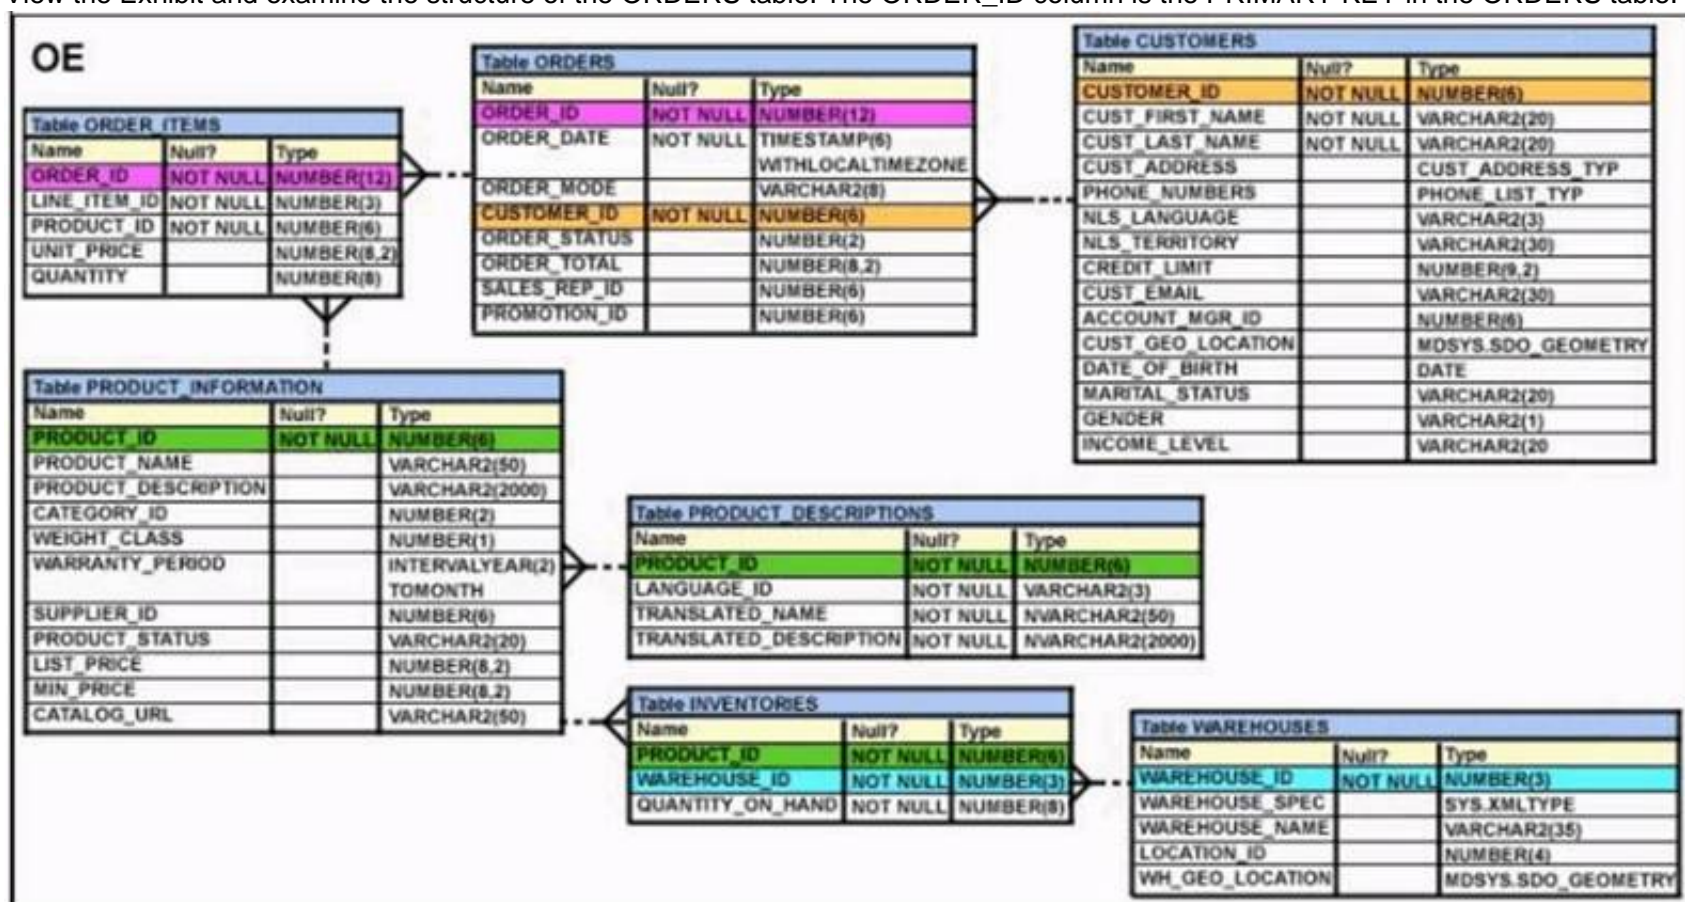 View the Exhibit and examine the structure of the ORDERS table. The ORDER_ID column is the PRIMARY KEY in the ORDERS table.
OE
Table ORDER_ITEMS
Name Null? Type
ORDER_ID NOT NULL NUMBER(12)
LINE_ITEM_ID NOT NULL NUMBER(3)
PRODUCT_ID NOT NULL NUMBER(6)
UNIT_PRICE NUMBER(8,2)
QUANTITY NUMBER(8)
Table ORDERS
Name Null? Type
ORDER_ID NOT NULL NUMBER(12)
ORDER_DATE NOT NULL TIMESTAMP(6)
WITHLOCALTIMEZONE
ORDER_MODE VARCHAR2(8)
CUSTOMER_ID NOT NULL NUMBER(6)
ORDER_STATUS NUMBER(2)
ORDER_TOTAL NUMBER(8,2)
SALES_REP_ID NUMBER(6)
PROMOTION_ID NUMBER(6)
Table CUSTOMERS
Name Null? Type
CUSTOMER_ID NOT NULL NUMBER(6)
CUST_FIRST_NAME NOT NULL VARCHAR2(20)
CUST_LAST_NAME NOT NULL VARCHAR2(20)
CUST_ADDRESS CUST_ADDRESS_TYP
PHONE_NUMBERS PHONE_LIST_TYP
NLS_LANGUAGE VARCHAR2(3)
NLS_TERRITORY VARCHAR2(30)
CREDIT_LIMIT NUMBER(9,2)
CUST_EMAIL VARCHAR2(30)
ACCOUNT_MGR_ID NUMBER(6)
CUST_GEO_LOCATION MDSYS.SDO_GEOMETRY
DATE_OF_BIRTH DATE
MARITAL_STATUS VARCHAR2(20)
GENDER VARCHAR2(1)
INCOME_LEVEL VARCHAR2(20
Table PRODUCT_INFORMATION
Name Null? Type
PRODUCT_ID NOT NULL NUMBER(6)
PRODUCT_NAME VARCHAR2(50)
PRODUCT_DESCRIPTION VARCHAR2(2000)
CATEGORY_ID NUMBER(2)
WEIGHT_CLASS NUMBER(1)
WARRANTY_PERIOD INTERVALYEAR(2)
TOMONTH
SUPPLIER_ID NUMBER(6)
PRODUCT_STATUS VARCHAR2(20)
LIST_PRICE NUMBER(8,2)
MIN_PRICE NUMBER(8,2)
CATALOG_URL VARCHAR2(50)
Table PRODUCT_DESCRIPTIONS
Name Null? Type
PRODUCT_ID NOT NULL NUMBER(6)
LANGUAGE_ID NOT NULL VARCHAR2(3)
TRANSLATED_NAME NOT NULL NVARCHAR2(50)
TRANSLATED_DESCRIPTION NOT NULL NVARCHAR2(2000)
Table INVENTORIES
Name Null? Type
PRODUCT_ID NOT NULL NUMBER(6)
WAREHOUSE_ID NOT NULL NUMBER(3)
QUANTITY_ON_HAND NOT NULL NUMBER(8)
Table WAREHOUSES
Name Null? Type
WAREHOUSE_ID NOT NULL NUMBER(3)
WAREHOUSE_SPEC SYS.XMLTYPE
WAREHOUSE_NAME VARCHAR2(35)
LOCATION_ID NUMBER(4)
WH_GEO_LOCATION MDSYS.SDO_GEOMETRY